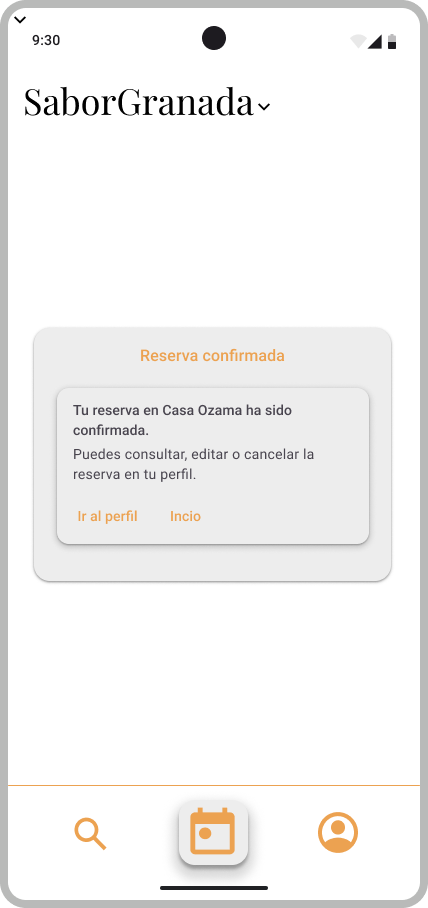 9:30
SaborGranada
Reserva confirmada
Tu reserva en Casa Ozama ha sido
confirmada.
Puedes consultar, editar o cancelar la
reserva en tu perfil.
Ir al perfil Incio